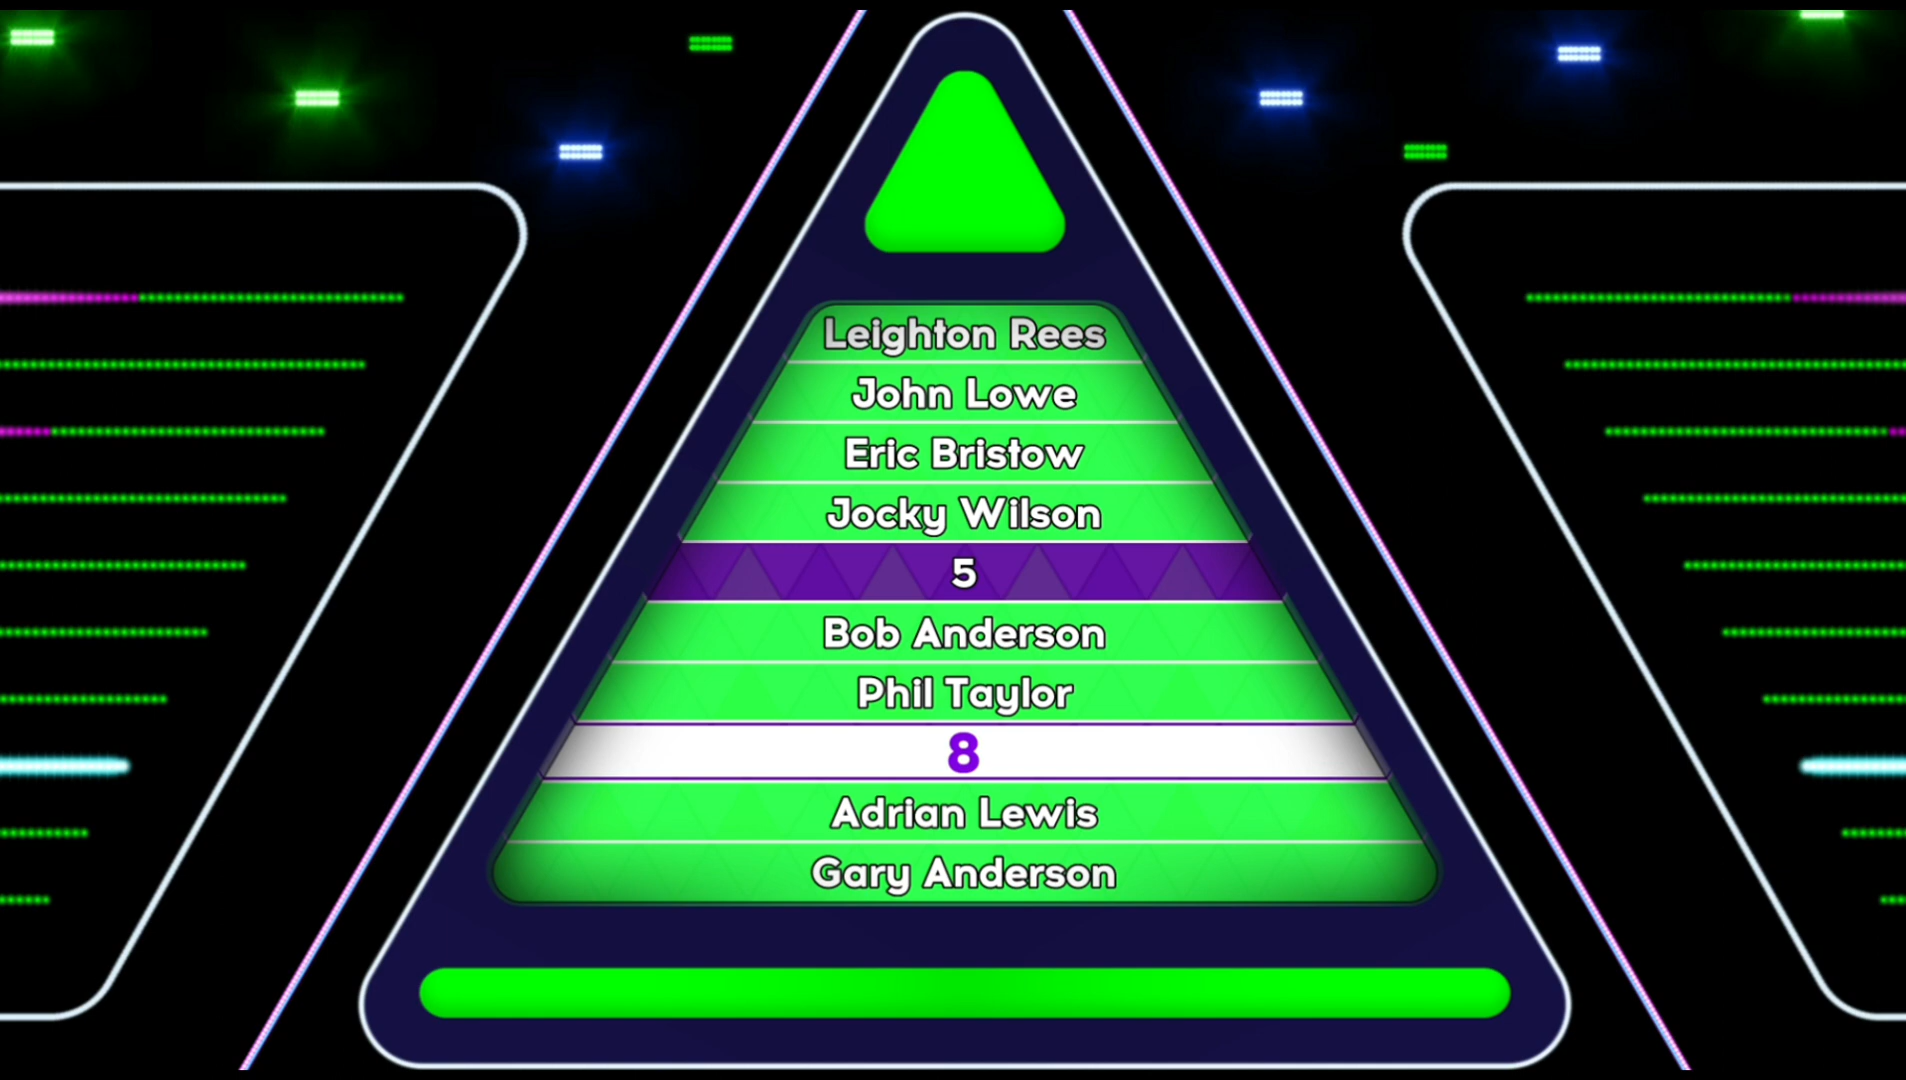 Leighton Rees
John Lowe
Eric Bristow
Jocky Wilson
5
Bob Anderson
Phil Taylor
8
Adrian Lewis
Gary Anderson